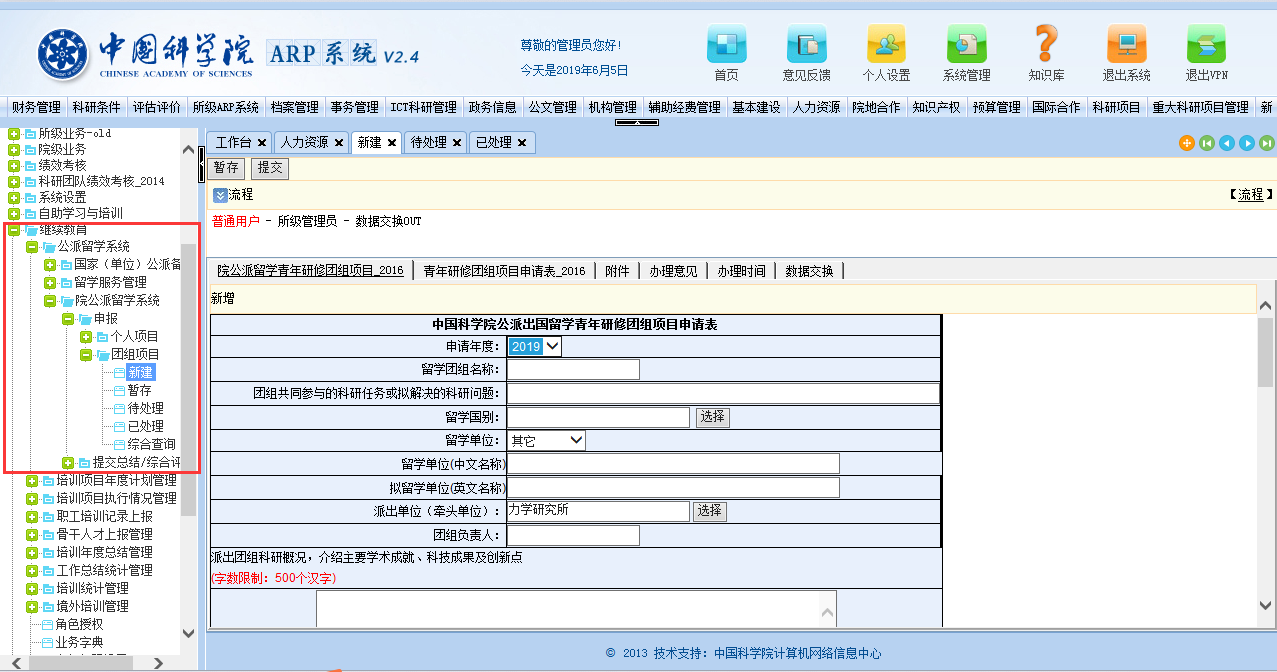 中国科学院 ARP系统 V2.4
CHINESE ACADEMY OF SCIENCES
尊敬的管理员您好!
今天是2019年6月5日
首页 意见反馈 个人设置 系统管理 知识库 退出系统 退出VPN
财务管理 科研条件 评估评价 所级ARP系统 档案管理 事务管理 ICT科研管理 政务信息 公文管理 机构管理 辅助经费管理 基本建设 人力资源 院地合作 知识产权 预算管理 国际合作 科研项目 重大科研项目管理 新
所级业务-old
院级业务
绩效考核
科研团队绩效考核_2014
系统设置
自助学习与培训
继续教育
公派留学系统
国家（单位）公派留
留学服务管理
院公派留学系统
申报
个人项目
团组项目
新建
暂存
待处理
已处理
综合查询
提交总结/综合评
培训项目年度计划管理
培训项目执行情况管理
职工培训记录上报
骨干人才上报管理
培训年度总结管理
工作总结统计管理
培训统计管理
境外培训管理
角色授权
业务字典
工作台 人力资源 新建 待处理 已处理
暂存 提交
流程 【流程】
普通用户 - 所级管理员 - 数据交换OUT
院公派留学青年研修团组项目_2016 青年研修团组项目申请表_2016 附件 办理意见 办理时间 数据交换
新增
中国科学院公派出国留学青年研修团组项目申请表
申请年度： 2019
留学团组名称：
团组共同参与的科研任务或拟解决的科研问题：
留学国别： 选择
留学单位： 其它
留学单位(中文名称)
拟留学单位(英文名称)
派出单位（牵头单位）： 力学研究所 选择
团组负责人：
派出团组科研概况，介绍主要学术成就、科技成果及创新点
(字数限制：500个汉字)
© 2013 技术支持：中国科学院计算机网络信息中心